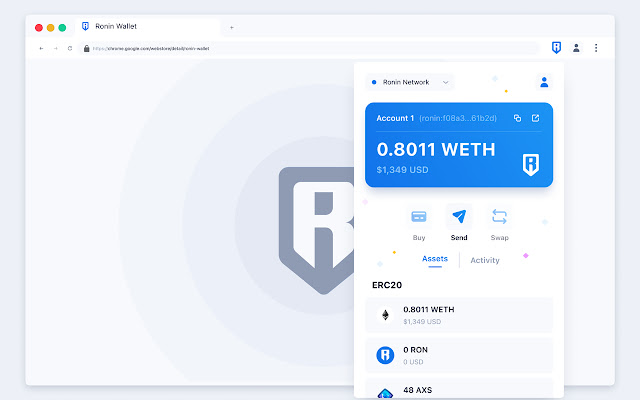 Ronin Wallet
https://chrome.google.com/webstore/detail/ronin-wallet
Ronin Network
Account 1 (ronin:f08a3...61b2d)
0.8011 WETH
$1,349 USD
Buy
Send
Swap
Assets
Activity
ERC20
0.8011 WETH
$1,349 USD
0 RON
0 USD
48 AXS